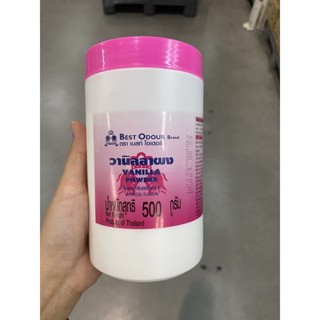 BEST ODOUR Brand
ตรา เบสท์ โอเดอร์
วานิลลาผง
VANILLA
POWDER
น้ำหนักสุทธิ 500 กรัม
Net Weight g
Product of Thailand